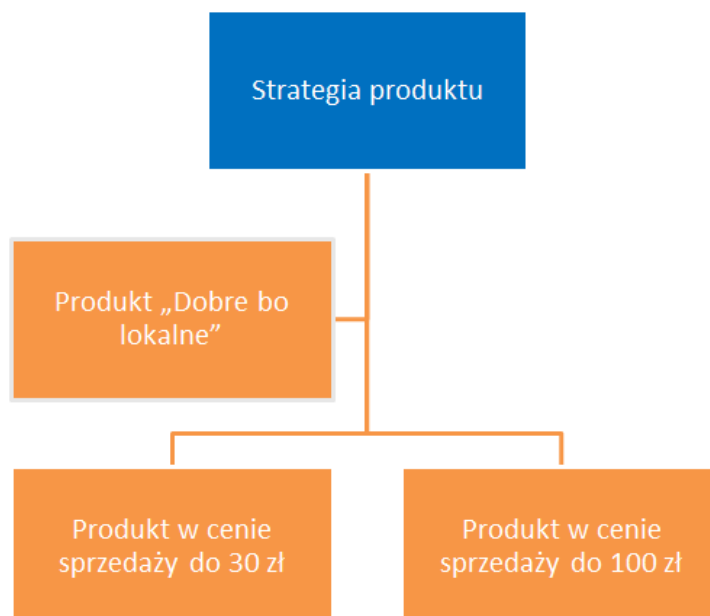 Strategia produktu
Produkt „Dobre bo
lokalne”
Produkt w cenie
sprzedaży do 30 zł
Produkt w cenie
sprzedaży do 100 zł